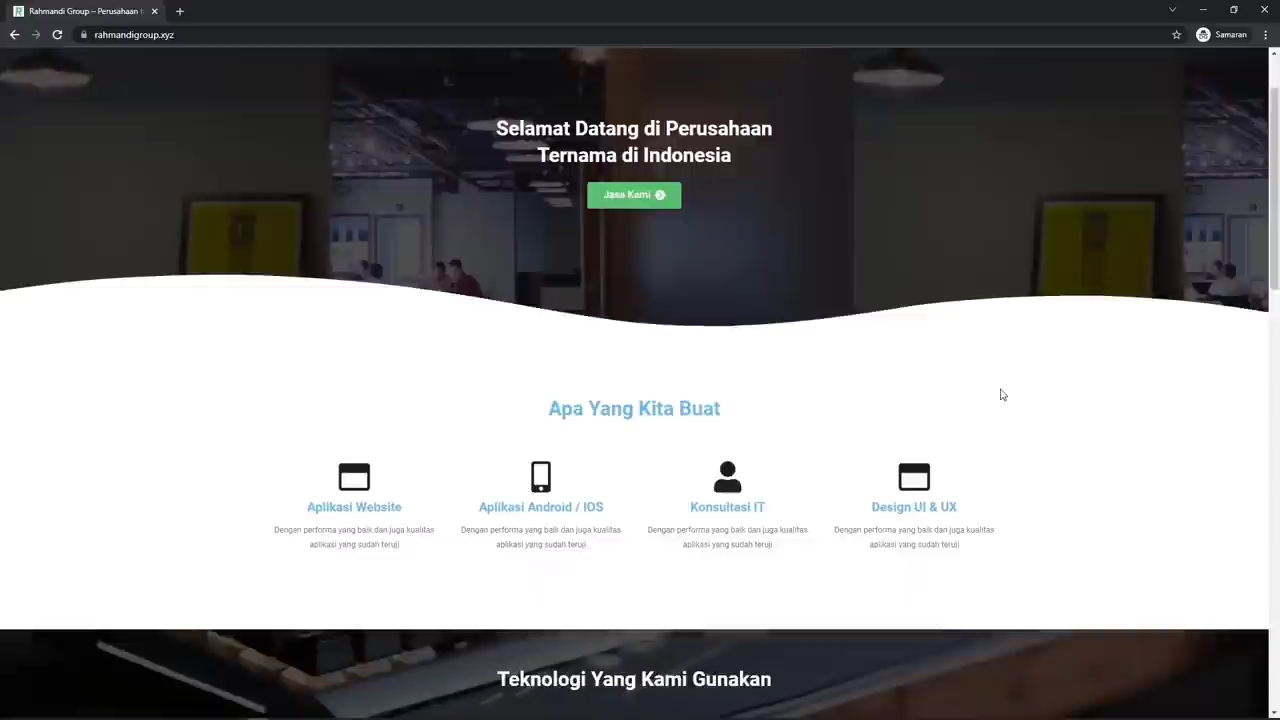 Rahmandi Group – Perusahaan
rahmandigroup.xyz
Samaran
Selamat Datang di Perusahaan
Ternama di Indonesia
Jasa Kami
Apa Yang Kita Buat
Aplikasi Website
Aplikasi Android / IOS
Konsultasi IT
Design UI & UX
Dengan performa yang baik dan juga kualitas
aplikasi yang sudah teruji
Dengan performa yang baik dan juga kualitas
aplikasi yang sudah teruji
Dengan performa yang baik dan juga kualitas
aplikasi yang sudah teruji
Dengan performa yang baik dan juga kualitas
aplikasi yang sudah teruji
Teknologi Yang Kami Gunakan